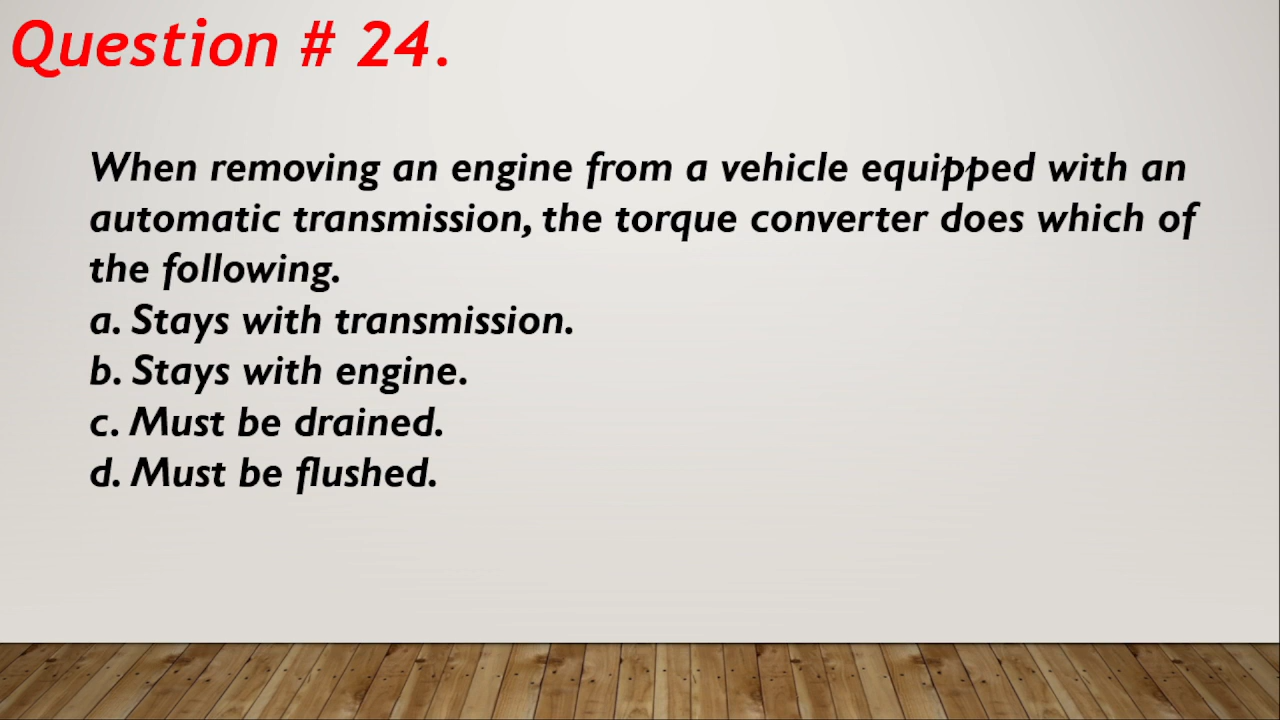 Question # 24.
When removing an engine from a vehicle equipped with an
automatic transmission, the torque converter does which of
the following.
a. Stays with transmission.
b. Stays with engine.
c. Must be drained.
d. Must be flushed.